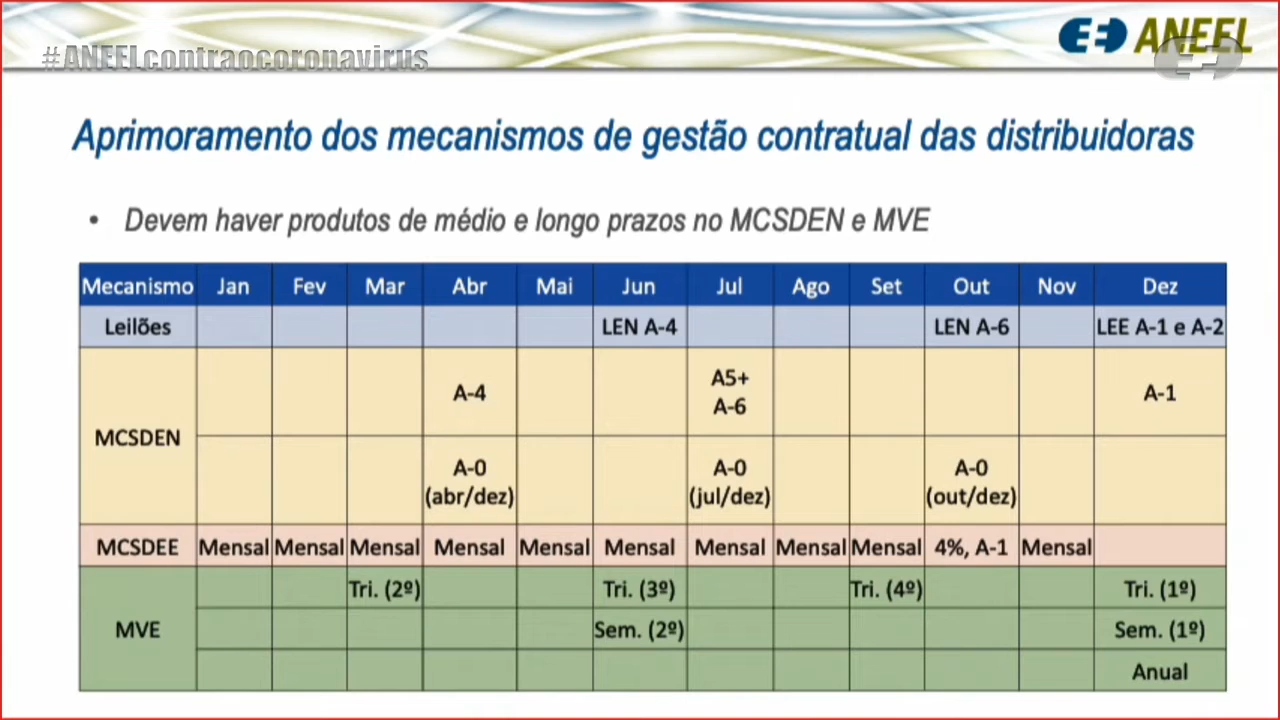 #ANEELcontraocoronavirus
ANEEL
Aprimoramento dos mecanismos de gestão contratual das distribuidoras
• Devem haver produtos de médio e longo prazos no MCSDEN e MVE
Mecanismo Jan Fev Mar Abr Mai Jun Jul Ago Set Out Nov Dez
Leilões LEN A-4 LEN A-6 LEE A-1 e A-2
MCSDEN
A-4 A5+ A-1
A-6
A-0 A-0 A-0
(abr/dez) (jul/dez) (out/dez)
MCSDEE Mensal Mensal Mensal Mensal Mensal Mensal Mensal Mensal Mensal 4%, A-1 Mensal
MVE
Tri. (2º) Tri. (3º) Tri. (4º) Tri. (1º)
Sem. (2º) Sem. (1º)
Anual